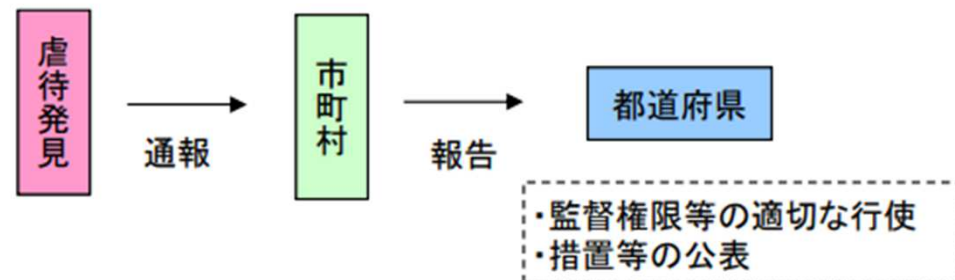 虐待発見
通報
市町村
報告
都道府県
・監督権限等の適切な行使
・措置等の公表